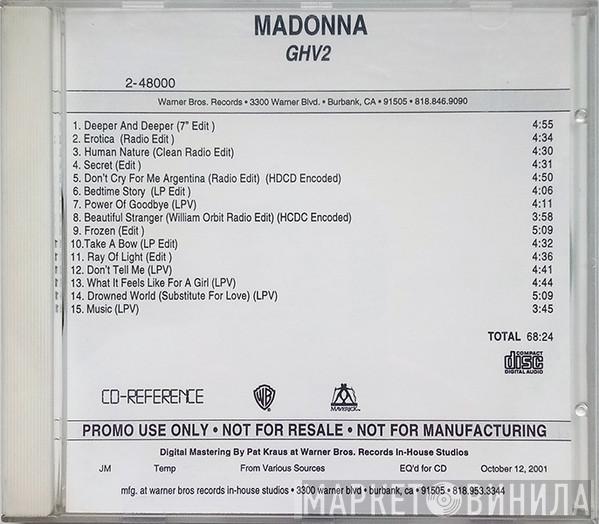 MADONNA
GHV2
2-48000
Warner Bros. Records • 3300 Warner Blvd. • Burbank, CA • 91505 • 818.846.9090
1. Deeper And Deeper (7" Edit ) 4:55
2. Erotica (Radio Edit ) 4:34
3. Human Nature (Clean Radio Edit) 4:30
4. Secret (Edit ) 4:31
5. Don't Cry For Me Argentina (Radio Edit) (HDCD Encoded) 4:50
6. Bedtime Story (LP Edit ) 4:06
7. Power Of Goodbye (LPV) 4:11
8. Beautiful Stranger (William Orbit Radio Edit) (HCDC Encoded) 3:58
9. Frozen (Edit ) 5:09
10.Take A Bow (LP Edit) 4:32
11. Ray Of Light (Edit ) 4:36
12. Don't Tell Me (LPV) 4:41
13. What It Feels Like For A Girl (LPV) 4:44
14. Drowned World (Substitute For Love) (LPV) 5:09
15. Music (LPV) 3:45
TOTAL 68:24
COMPACT
disc
DIGITAL AUDIO
CD-REFERENCE
WB
MAVERICK
PROMO USE ONLY • NOT FOR RESALE • NOT FOR MANUFACTURING
Digital Mastering By Pat Kraus at Warner Bros. Records In-House Studios
JM Temp From Various Sources EQ'd for CD October 12, 2001
mfg. at warner bros records in-house studios • 3300 warner blvd • burbank, ca • 91505 • 818.953.3344
МАРКЕТ ВИНИЛА